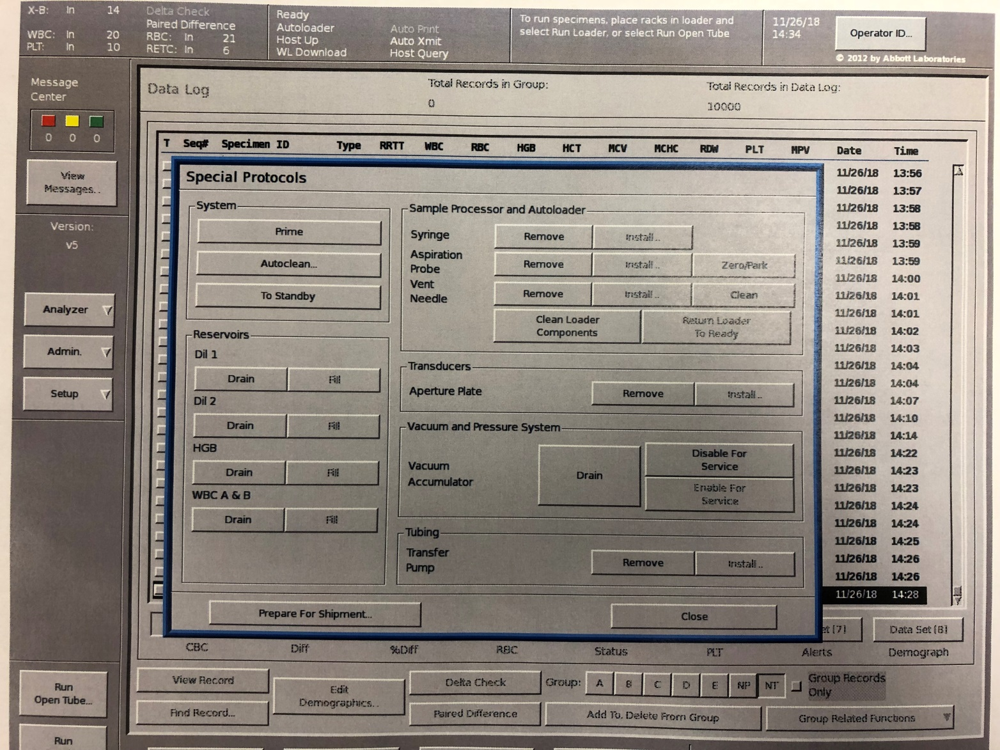 X-B: In 14
WBC: In 20
PLT: In 10
Delta Check
Paired Difference
RBC: In 21
RETC: In 6
Ready
Autoloader
Host Up
WL Download
Auto Print
Auto Xmit
Host Query
To run specimens, place racks in loader and
select Run Loader, or select Run Open Tube
11/26/18
14:34
Operator ID...
© 2012 by Abbott Laboratories
Message
Center
0 0 0
View
Messages..
Version:
v5
Analyzer
Admin.
Setup
Run
Open Tube...
Run
Data Log
Total Records in Group:
0
Total Records in Data Log:
10000
T Seq# Specimen ID Type RRTT WBC RBC HGB HCT MCV MCHC RDW PLT MPV Date Time
11/26/18 13:56
11/26/18 13:57
11/26/18 13:58
11/26/18 13:58
11/26/18 13:59
11/26/18 13:59
11/26/18 14:00
11/26/18 14:01
11/26/18 14:01
11/26/18 14:02
11/26/18 14:03
11/26/18 14:04
11/26/18 14:04
11/26/18 14:07
11/26/18 14:10
11/26/18 14:14
11/26/18 14:22
11/26/18 14:23
11/26/18 14:23
11/26/18 14:24
11/26/18 14:24
11/26/18 14:25
11/26/18 14:26
11/26/18 14:26
11/26/18 14:28
Special Protocols
System
Prime
Autoclean...
To Standby
Reservoirs
Dil 1
Drain Fill
Dil 2
Drain Fill
HGB
Drain Fill
WBC A & B
Drain Fill
Sample Processor and Autoloader
Syringe Remove Install..
Aspiration
Probe
Remove Install.. Zero/Park
Vent
Needle
Remove Install.. Clean
Clean Loader
Components
Return Loader
To Ready
Transducers
Aperture Plate Remove Install..
Vacuum and Pressure System
Vacuum
Accumulator
Drain
Disable For
Service
Enable For
Service
Tubing
Transfer
Pump
Remove Install..
Prepare For Shipment...
Close
et [7] Data Set [8]
CBC Diff %Diff RBC Status PLT Alerts Demograph
View Record
Find Record...
Edit
Demographics..
Delta Check
Paired Difference
Group: A B C D E NP NT
Group Records
Only
Add To, Delete From Group
Group Related Functions